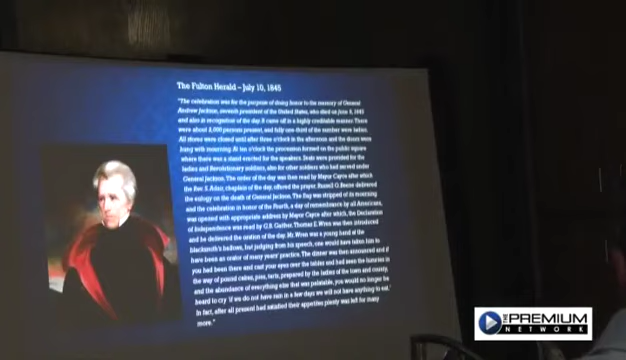 The Fulton Herald – July 10, 1845
"The celebration was for the purpose of doing honor to the memory of General
Andrew Jackson, seventh president of the United States, who died on June 8, 1845
and also in recognition of the day. It came off in a highly creditable manner. There
were about 2,000 persons present, and fully one-third of the number were ladies.
All stores were closed until after three o'clock in the afternoon and the doors were
hung with mourning. At ten o'clock the procession formed on the public square
where there was a stand erected for the speakers. Seats were provided for the
ladies and Revolutionary soldiers, also for other soldiers who had served under
General Jackson. The order of the day was then read by Mayor Cayce after which
the Rev. S. Adair, chaplain of the day, offered the prayer. Russell O. Beene delivered
the eulogy on the death of General Jackson. The flag was stripped of its mourning
and the celebration in honor of the Fourth, a day of remembrance by all Americans,
was opened with appropriate address by Mayor Cayce after which, the Declaration
of Independence was read by G.R. Gaither. Thomas E. Wren was then introduced
and he delivered the oration of the day. Mr. Wren was a young hand at the
blacksmith's bellows, but judging from his speech, one would have taken him to
have been an orator of many years' practice. The dinner was then announced and if
you had been there and cast your eyes over the tables and had seen the luxuries in
the way of pound cakes, pies, tarts, prepared by the ladies of the town and county,
and the abundance of everything else that was palatable, you would no longer be
heard to cry 'if we do not have rain in a few days we will not have anything to eat.'
In fact, after all present had satisfied their appetites plenty was left for many
more."
THE PREMIUM
NETWORK